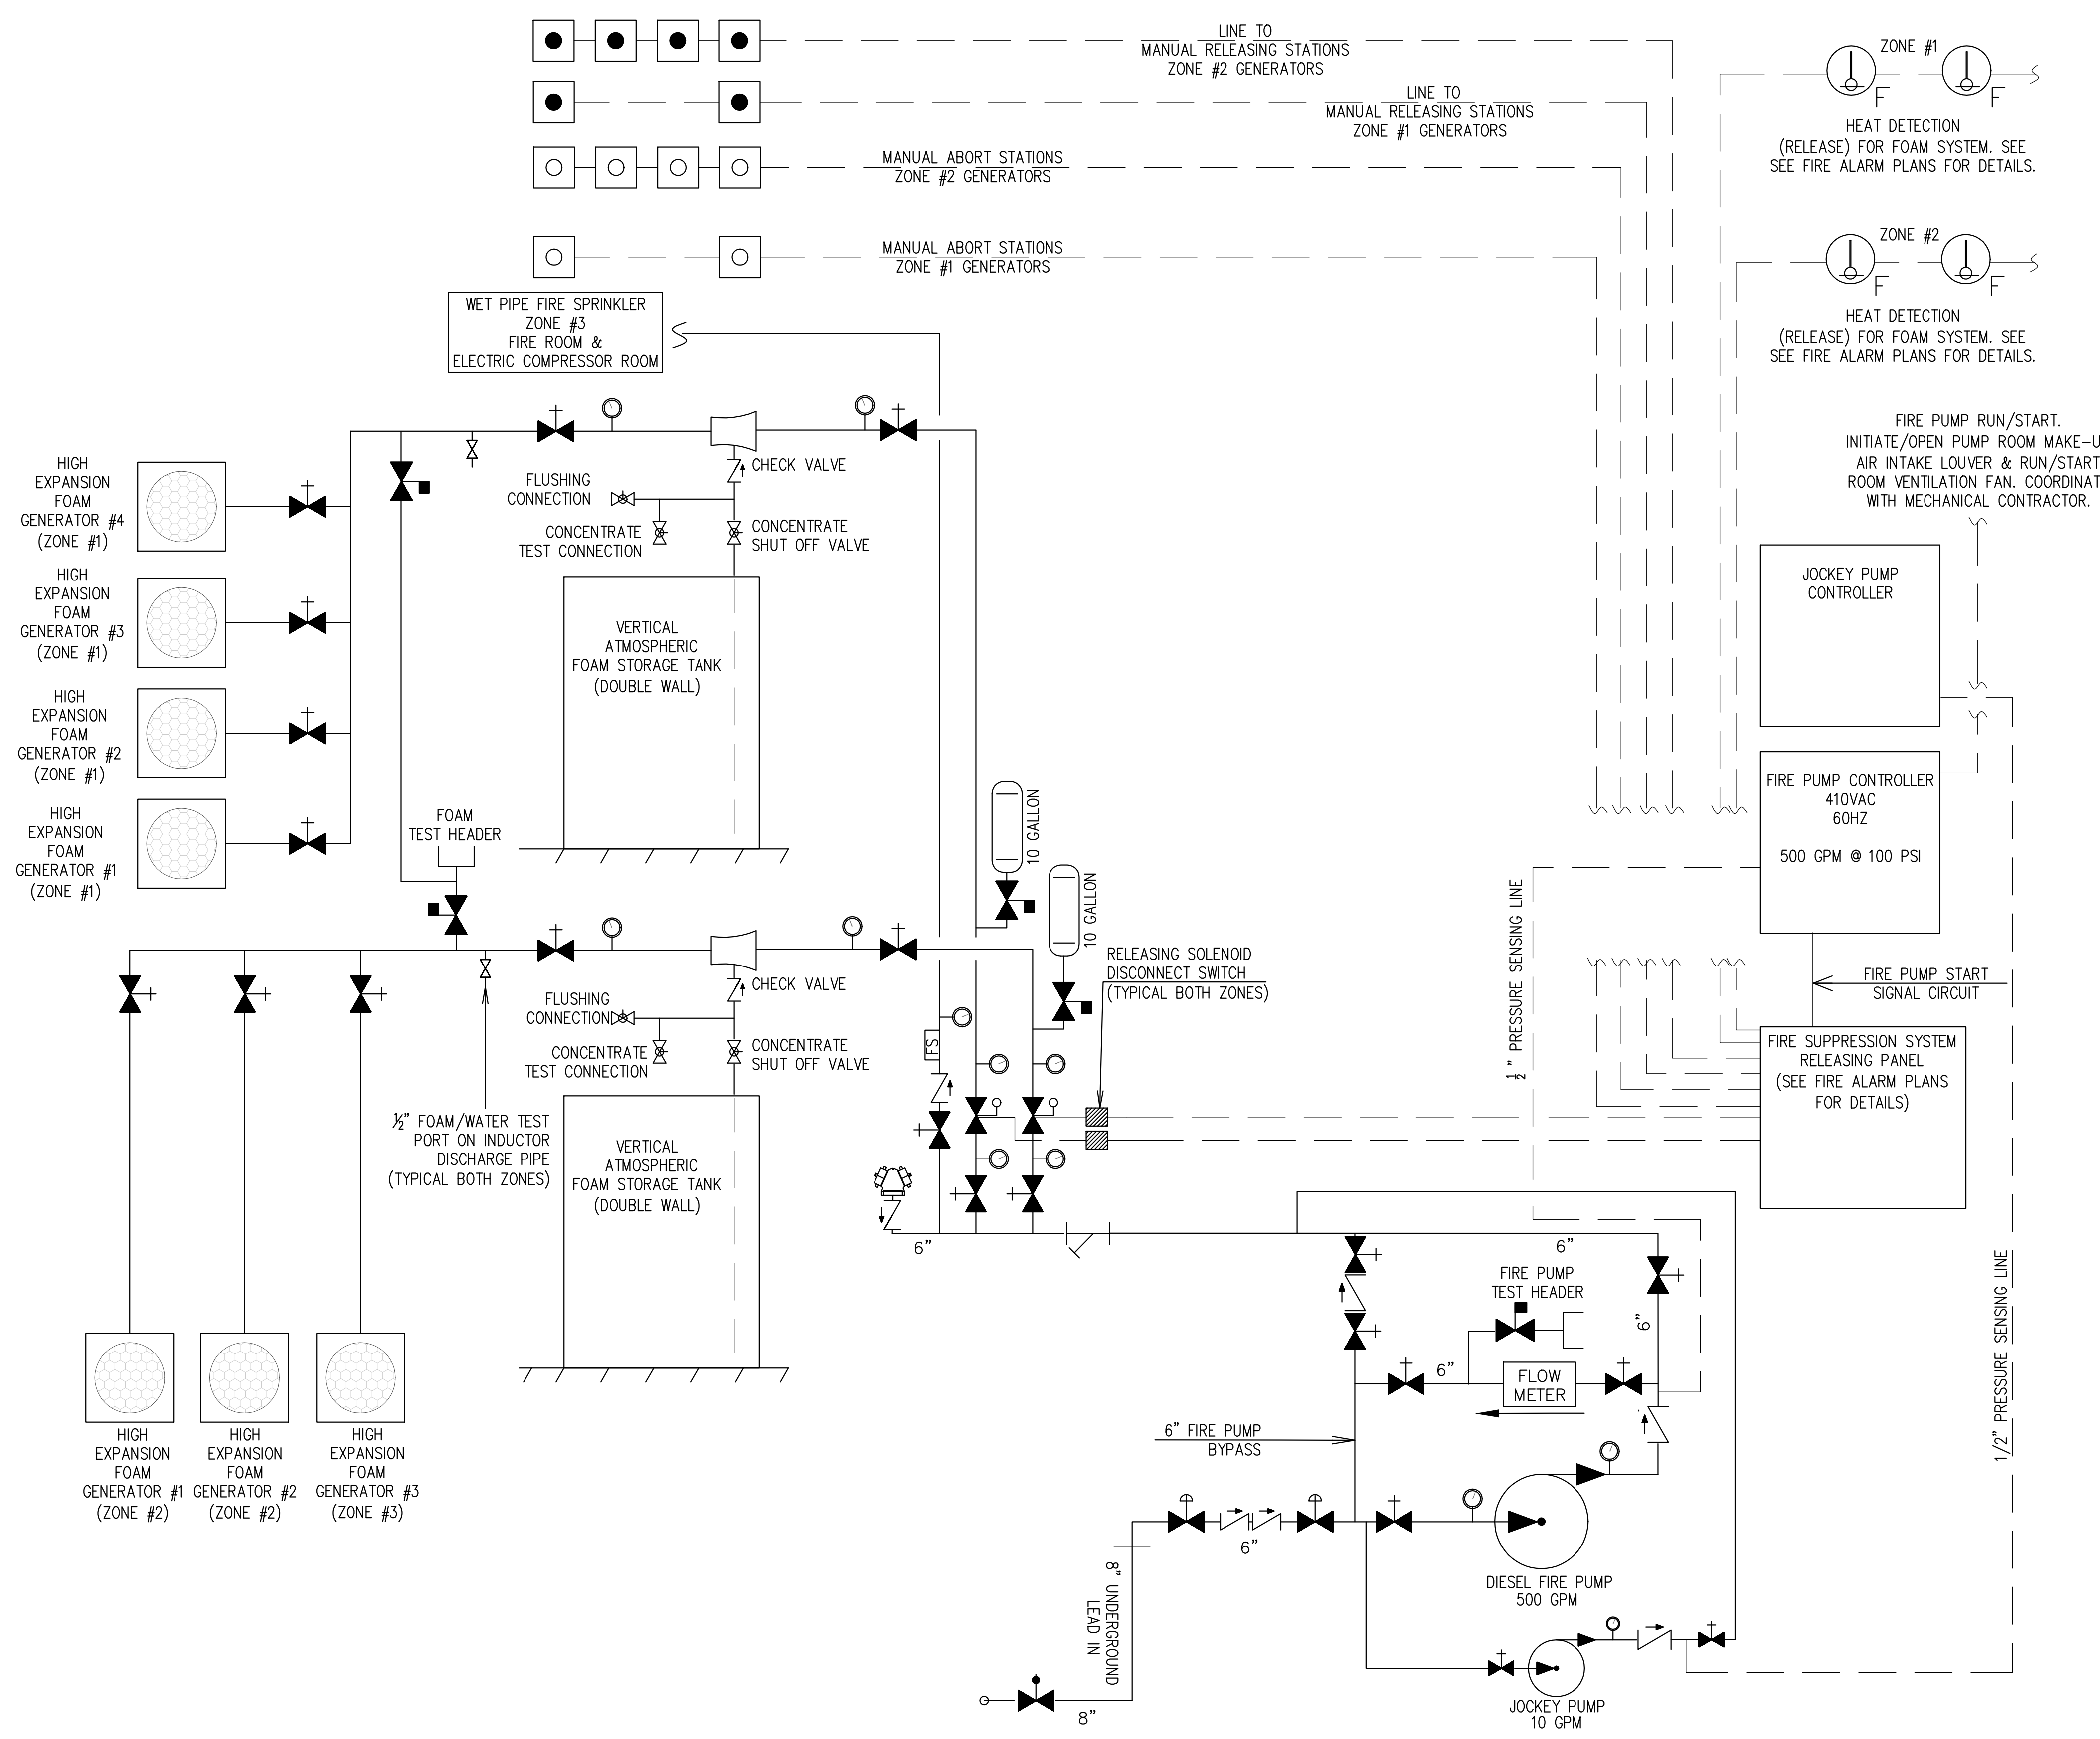 LINE TO
MANUAL RELEASING STATIONS
ZONE #2 GENERATORS
LINE TO
MANUAL RELEASING STATIONS
ZONE #1 GENERATORS
MANUAL ABORT STATIONS
ZONE #2 GENERATORS
MANUAL ABORT STATIONS
ZONE #1 GENERATORS
ZONE #1
F
F
HEAT DETECTION
(RELEASE) FOR FOAM SYSTEM. SEE
SEE FIRE ALARM PLANS FOR DETAILS.
ZONE #2
F
F
HEAT DETECTION
(RELEASE) FOR FOAM SYSTEM. SEE
SEE FIRE ALARM PLANS FOR DETAILS.
WET PIPE FIRE SPRINKLER
ZONE #3
FIRE ROOM &
ELECTRIC COMPRESSOR ROOM
FIRE PUMP RUN/START.
INITIATE/OPEN PUMP ROOM MAKE-U
AIR INTAKE LOUVER & RUN/START
ROOM VENTILATION FAN. COORDINAT
WITH MECHANICAL CONTRACTOR.
HIGH
EXPANSION
FOAM
GENERATOR #4
(ZONE #1)
HIGH
EXPANSION
FOAM
GENERATOR #3
(ZONE #1)
HIGH
EXPANSION
FOAM
GENERATOR #2
(ZONE #1)
HIGH
EXPANSION
FOAM
GENERATOR #1
(ZONE #1)
CHECK VALVE
FLUSHING
CONNECTION
CONCENTRATE
TEST CONNECTION
CONCENTRATE
SHUT OFF VALVE
VERTICAL
ATMOSPHERIC
FOAM STORAGE TANK
(DOUBLE WALL)
FOAM
TEST HEADER
10 GALLON
10 GALLON
JOCKEY PUMP
CONTROLLER
FIRE PUMP CONTROLLER
410VAC
60HZ
500 GPM @ 100 PSI
1/2" PRESSURE SENSING LINE
FIRE PUMP START
SIGNAL CIRCUIT
FIRE SUPPRESSION SYSTEM
RELEASING PANEL
(SEE FIRE ALARM PLANS
FOR DETAILS)
RELEASING SOLENOID
DISCONNECT SWITCH
(TYPICAL BOTH ZONES)
CHECK VALVE
FLUSHING
CONNECTION
CONCENTRATE
TEST CONNECTION
CONCENTRATE
SHUT OFF VALVE
FS
½" FOAM/WATER TEST
PORT ON INDUCTOR
DISCHARGE PIPE
(TYPICAL BOTH ZONES)
VERTICAL
ATMOSPHERIC
FOAM STORAGE TANK
(DOUBLE WALL)
6"
6"
FIRE PUMP
TEST HEADER
6"
6"
FLOW
METER
1/2" PRESSURE SENSING LINE
6" FIRE PUMP
BYPASS
HIGH
EXPANSION
FOAM
GENERATOR #1
(ZONE #2)
HIGH
EXPANSION
FOAM
GENERATOR #2
(ZONE #2)
HIGH
EXPANSION
FOAM
GENERATOR #3
(ZONE #3)
6"
8" UNDERGROUND
LEAD IN
DIESEL FIRE PUMP
500 GPM
8"
JOCKEY PUMP
10 GPM